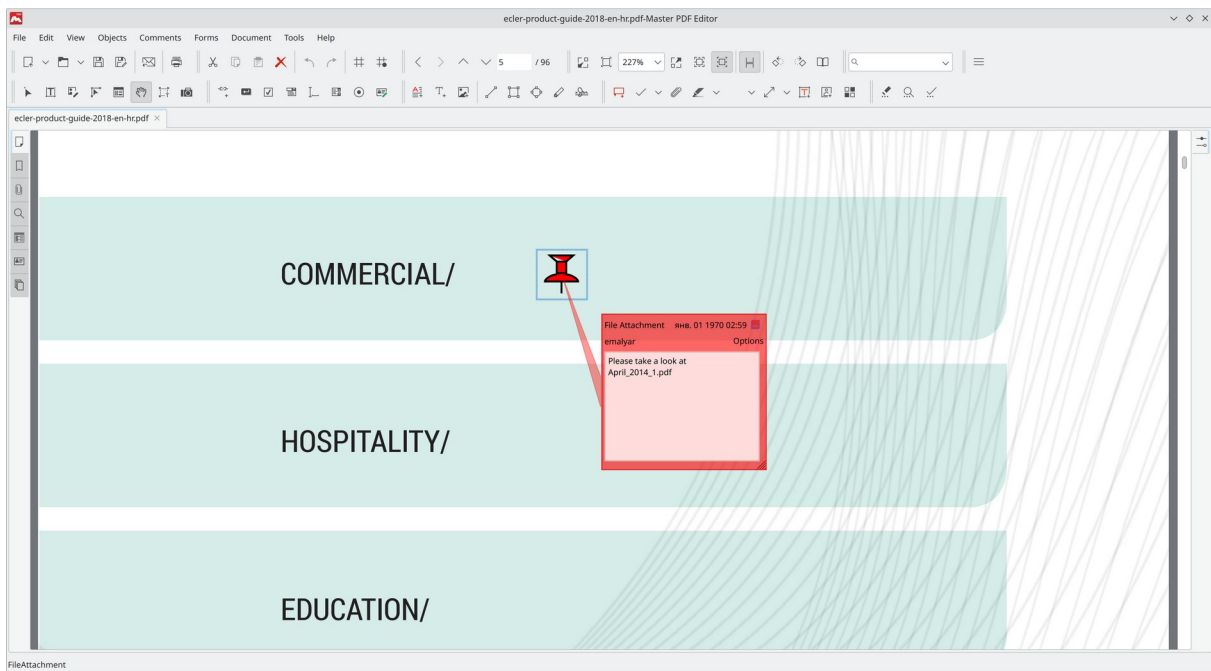 ecler-product-guide-2018-en-hr.pdf-Master PDF Editor
File Edit View Objects Comments Forms Document Tools Help
5 / 96 227%
ecler-product-guide-2018-en-hr.pdf
COMMERCIAL/
File Attachment янв. 01 1970 02:59
emalyar Options
Please take a look at
April_2014_1.pdf
HOSPITALITY/
EDUCATION/
FileAttachment